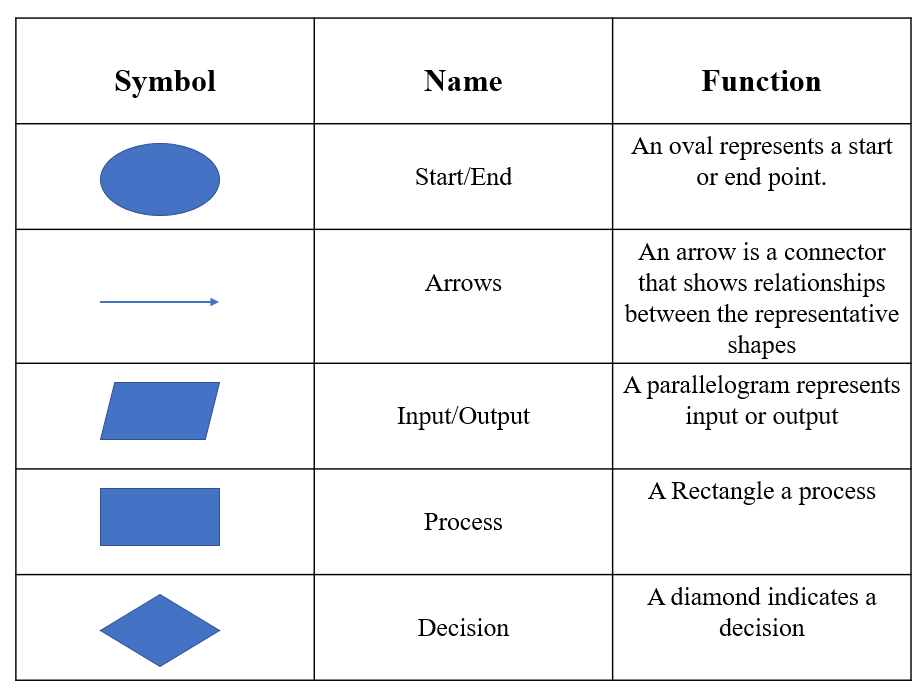 Symbol Name Function
Start/End
An oval represents a start
or end point.
Arrows
An arrow is a connector
that shows relationships
between the representative
shapes
Input/Output
A parallelogram represents
input or output
Process
A Rectangle a process
Decision
A diamond indicates a
decision